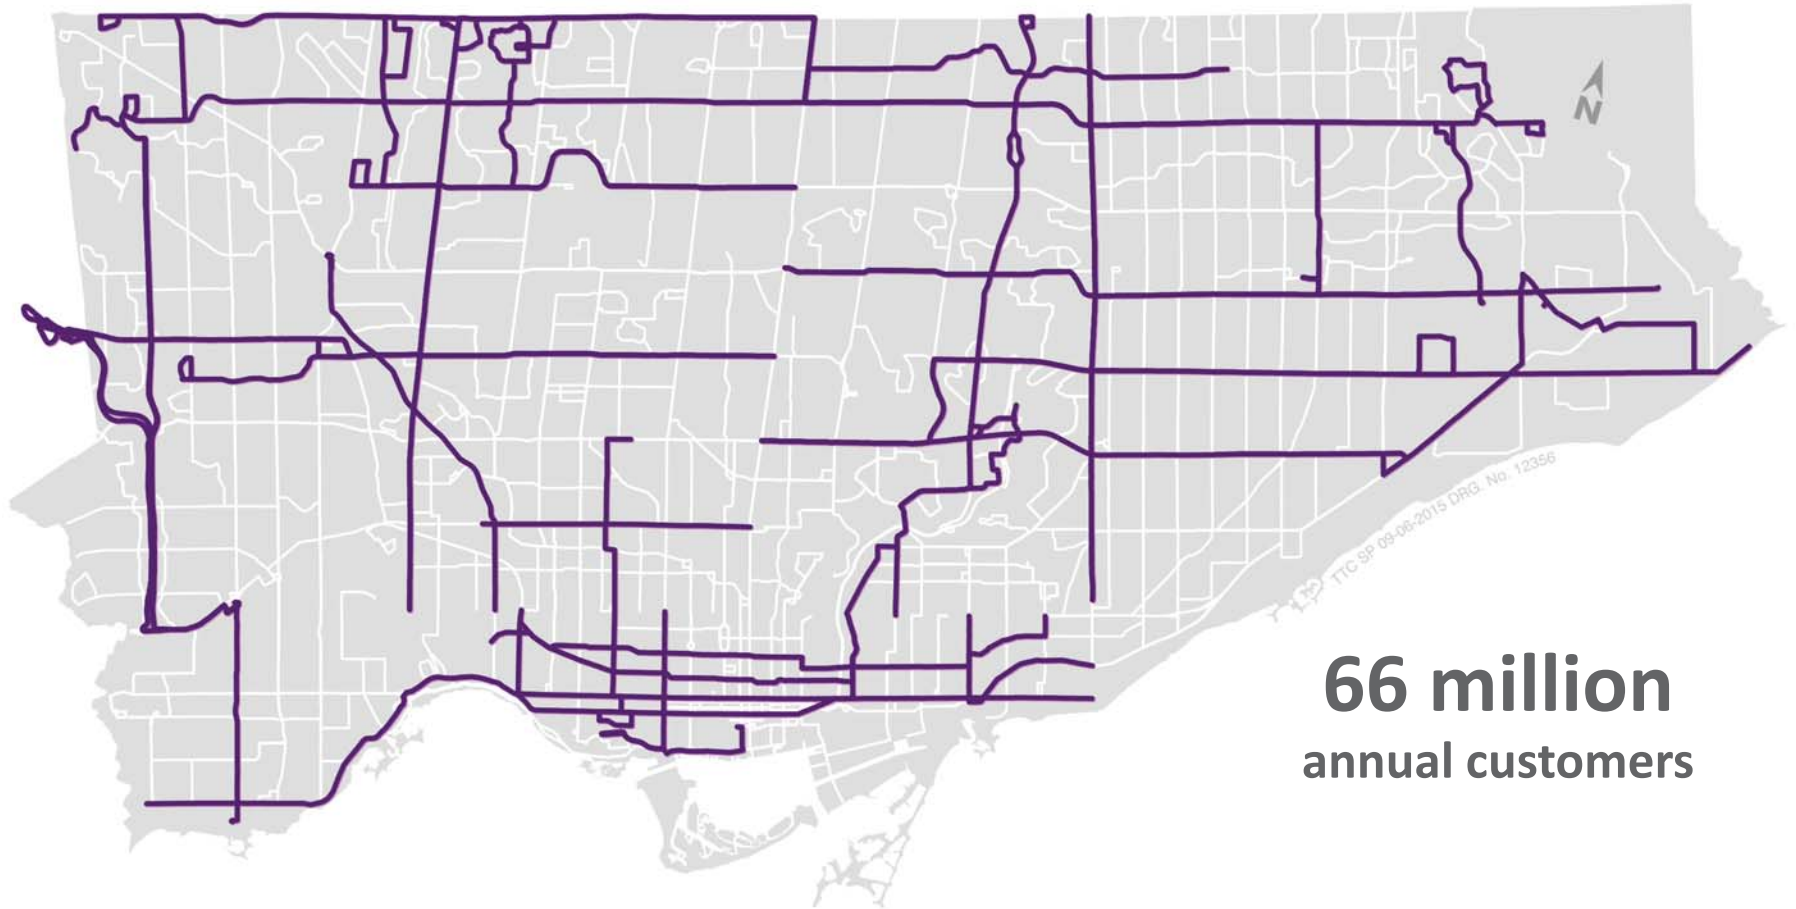 N
TTC SP 09-06-2015 DRG. No. 12356
66 million
annual customers